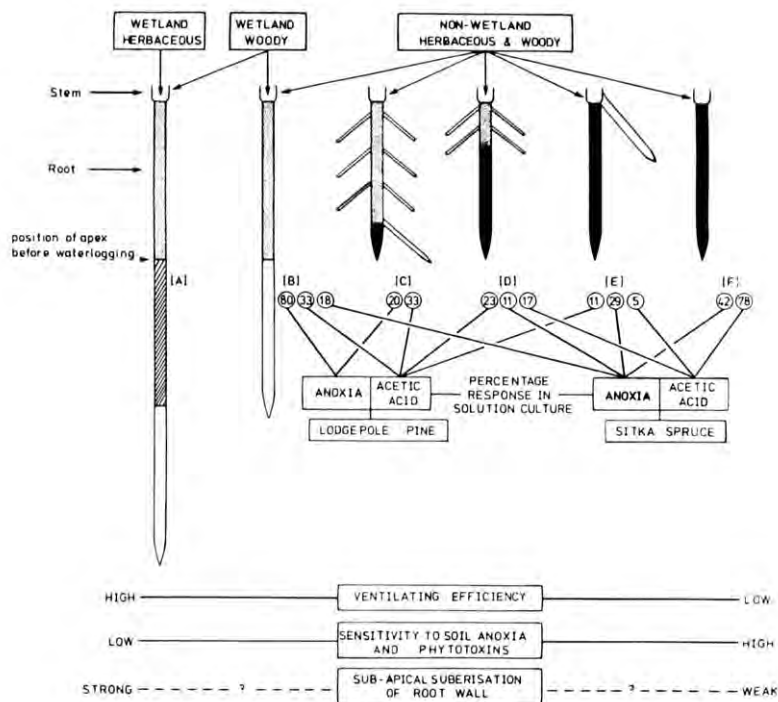 WETLAND
HERBACEOUS
WETLAND
WOODY
NON-WETLAND
HERBACEOUS & WOODY
Stem
Root
position of apex
before waterlogging
[A]
[B]
[C]
[D]
[E]
[F]
80 33 18
20 33
23 11 17
11 29 5
42 78
ANOXIA
ACETIC
ACID
PERCENTAGE
RESPONSE IN
SOLUTION CULTURE
ANOXIA
ACETIC
ACID
LODGEPOLE PINE
SITKA SPRUCE
HIGH
VENTILATING EFFICIENCY
LOW
LOW
SENSITIVITY TO SOIL ANOXIA
AND PHYTOTOXINS
HIGH
STRONG
?
SUB-APICAL SUBERISATION
OF ROOT WALL
?
WEAK